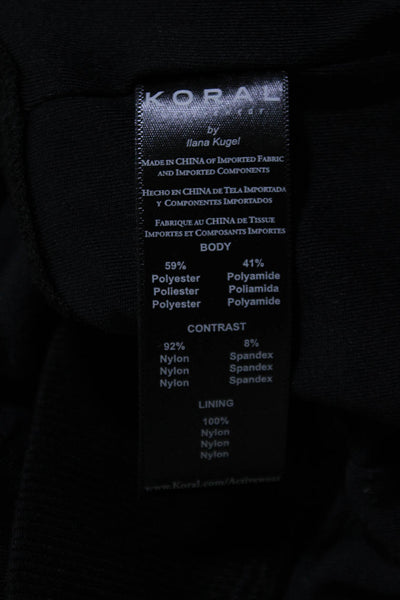 KORAL
by
Ilana Kugel
MADE IN CHINA OF IMPORTED FABRIC
AND IMPORTED COMPONENTS
HECHO EN CHINA DE TELA IMPORTADA
Y COMPONENTES IMPORTADOS
FABRIQUE AU CHINA DE TISSUE
IMPORTES ET COMPOSANTS IMPORTES
BODY
59% 41%
Polyester Polyamide
Poliester Poliamida
Polyester Polyamide
CONTRAST
92% 8%
Nylon Spandex
Nylon Spandex
Nylon Spandex
LINING
100%
Nylon
Nylon
Nylon
www.Koral.com/Activewear